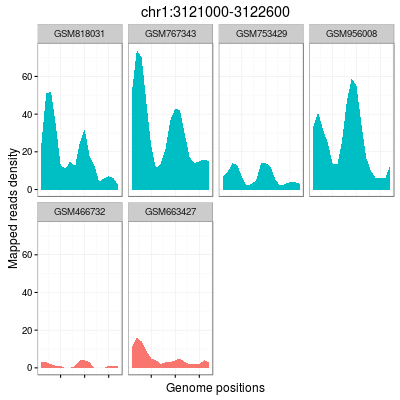 chr1:3121000-3122600
GSM818031 GSM767343 GSM753429 GSM956008
60
40
20
0
GSM466732 GSM663427
60
40
20
0
Mapped reads density
Genome positions